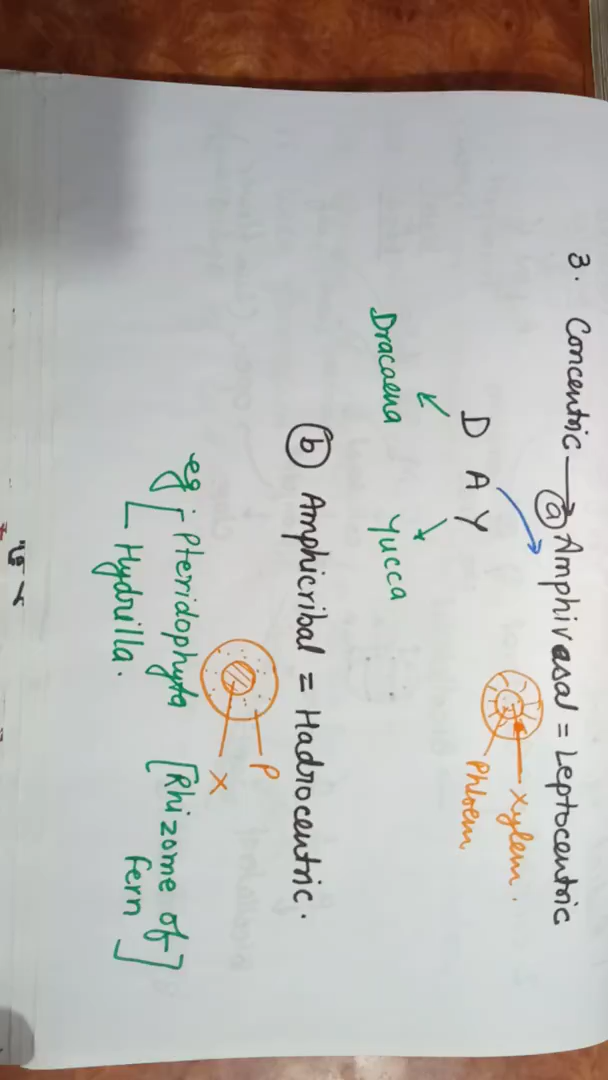 3. Concentric → (a) Amphivasal = Leptocentric
D A Y
Dracaena
Yucca
Xylem.
Phloem
(b) Amphicribal = Hadrocentric.
P
X
eg: Pteridophyta [Rhizome of
fern]
[ Hydrilla.